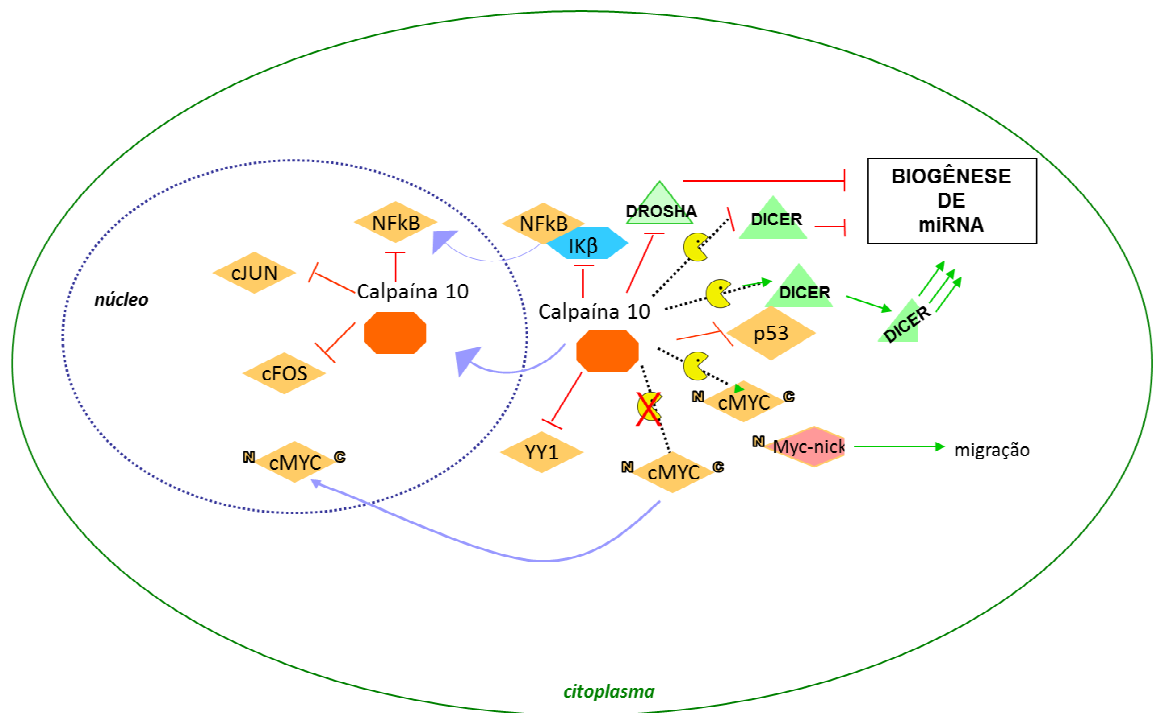 BIOGÊNESE
DE
miRNA
DROSHA
DICER
NFkB
NFkB
IKβ
cJUN
núcleo
Calpaína 10
Calpaína 10
DICER
DICER
p53
cFOS
N cMYC C
YY1
N Myc-nick
migração
N cMYC C
N cMYC C
citoplasma